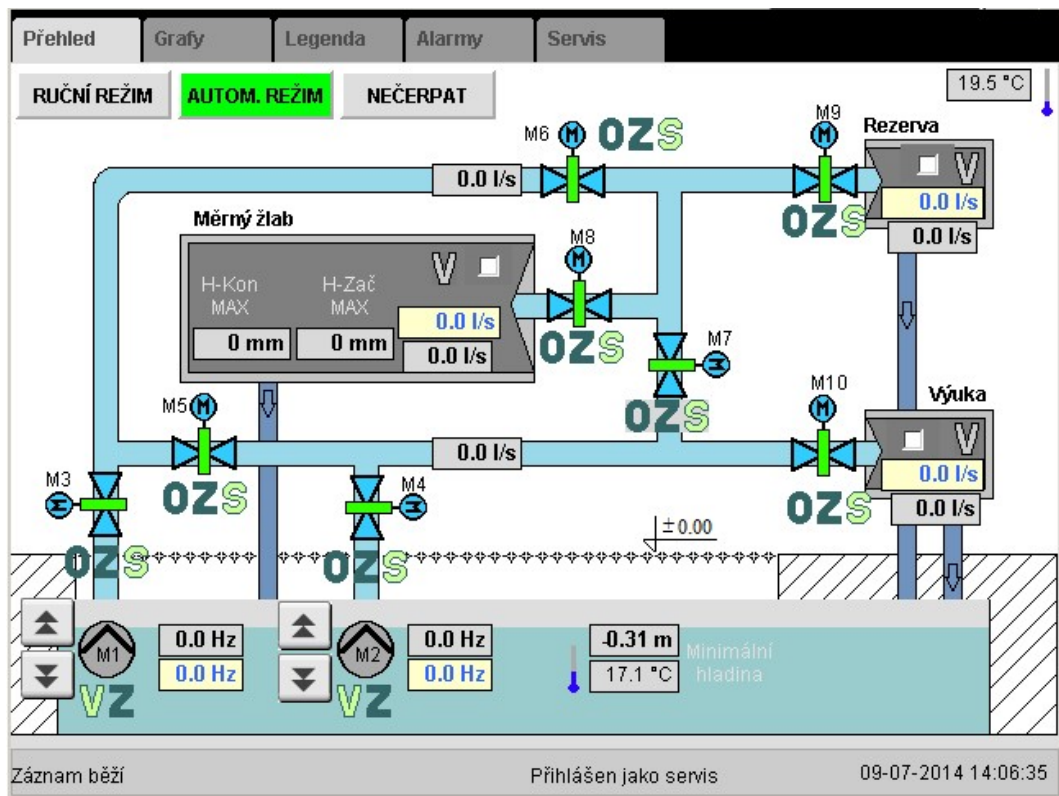 Přehled Grafy Legenda Alarmy Servis
RUČNÍ REŽIM AUTOM. REŽIM NEČERPAT
19.5 °C
M6 OZS
M9
Rezerva
V
0.0 l/s
0.0 l/s
OZS
0.0 l/s
Měrný žlab
H-Kon
MAX
0 mm
H-Zač
MAX
0 mm
V
0.0 l/s
0.0 l/s
M8
M
OZS
M7
OZS
M10
M
OZS
Výuka
V
0.0 l/s
0.0 l/s
M5 M
OZS
0.0 l/s
M3
M
OZS
M4
M
OZS
±0.00
M1
0.0 Hz
0.0 Hz
VZ
M2
0.0 Hz
0.0 Hz
VZ
-0.31 m
17.1 °C
Minimální
hladina
Záznam běží Přihlášen jako servis 09-07-2014 14:06:35